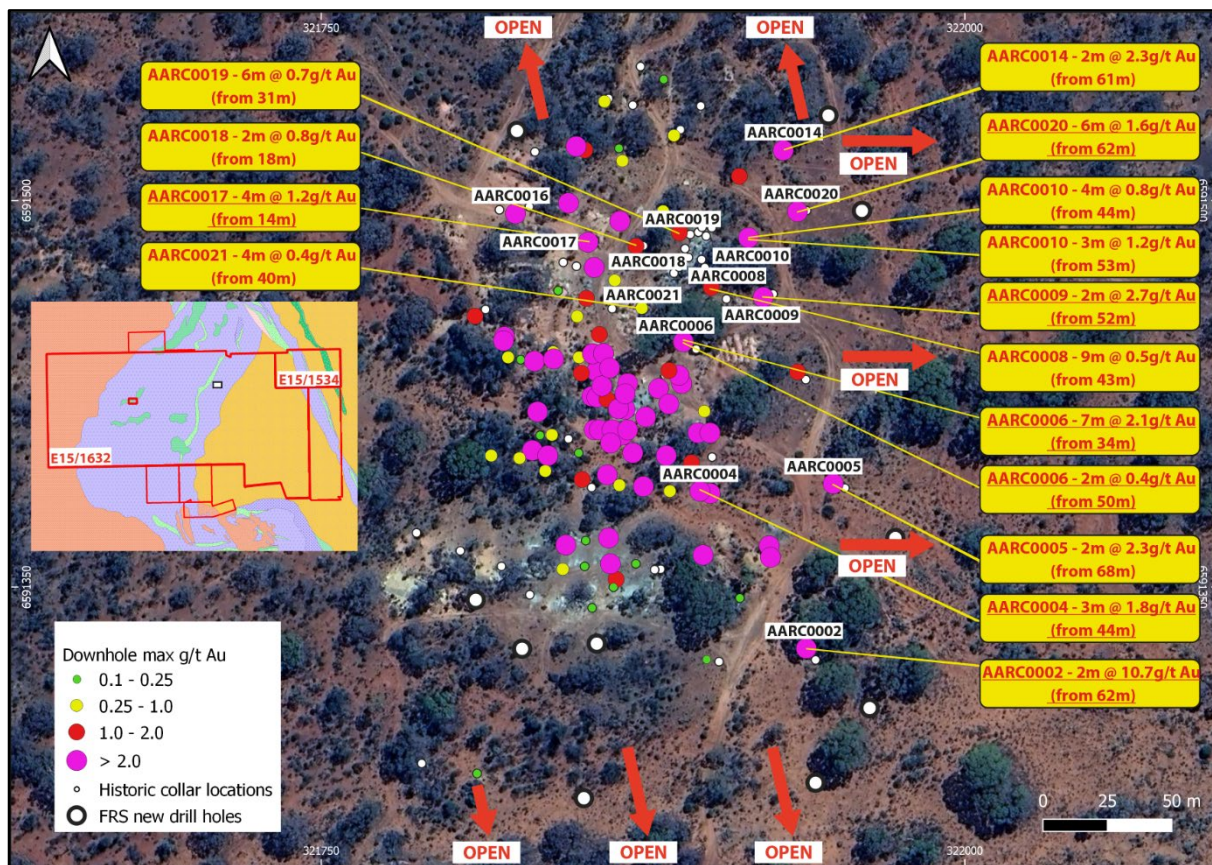 321750
322000
OPEN
OPEN
AARC0019 - 6m @ 0.7g/t Au
(from 31m)
AARC0018 - 2m @ 0.8g/t Au
(from 18m)
AARC0017 - 4m @ 1.2g/t Au
(from 14m)
AARC0021 - 4m @ 0.4g/t Au
(from 40m)
AARC0014 - 2m @ 2.3g/t Au
(from 61m)
AARC0020 - 6m @ 1.6g/t Au
(from 62m)
AARC0010 - 4m @ 0.8g/t Au
(from 44m)
AARC0010 - 3m @ 1.2g/t Au
(from 53m)
AARC0009 - 2m @ 2.7g/t Au
(from 52m)
AARC0008 - 9m @ 0.5g/t Au
(from 43m)
AARC0006 - 7m @ 2.1g/t Au
(from 34m)
AARC0006 - 2m @ 0.4g/t Au
(from 50m)
AARC0005 - 2m @ 2.3g/t Au
(from 68m)
AARC0004 - 3m @ 1.8g/t Au
(from 44m)
AARC0002 - 2m @ 10.7g/t Au
(from 62m)
AARC0014
OPEN
AARC0016
AARC0020
AARC0019
AARC0017
AARC0018
AARC0010
AARC0008
AARC0021
AARC0009
AARC0006
OPEN
AARC0004
AARC0005
OPEN
AARC0002
6591500
6591500
6591350
6591350
E15/1534
E15/1632
Downhole max g/t Au
0.1 - 0.25
0.25 - 1.0
1.0 - 2.0
> 2.0
Historic collar locations
FRS new drill holes
0 25 50 m
OPEN
OPEN
OPEN
321750
322000